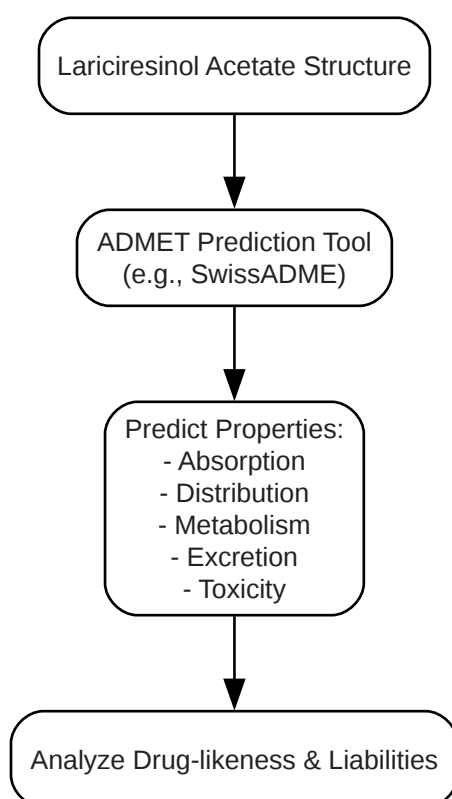 Lariciresinol Acetate Structure
ADMET Prediction Tool
(e.g., SwissADME)
Predict Properties:
- Absorption
- Distribution
- Metabolism
- Excretion
- Toxicity
Analyze Drug-likeness & Liabilities